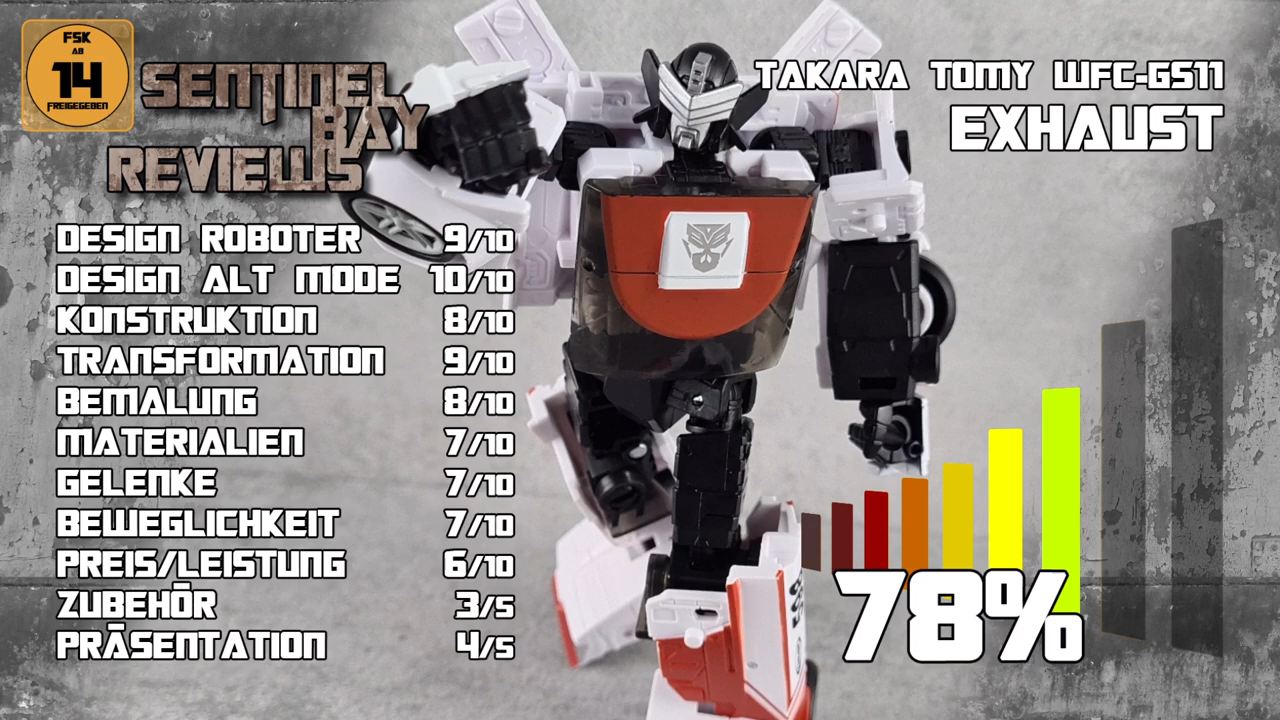 FSK
AB
14
FREIGEGEBEN
SENTINEL
BAY
REVIEWS
TAKARA TOMY WFC-GS11
EXHAUST
DESIGN ROBOTER 9/10
DESIGN ALT MODE 10/10
KONSTRUKTION 8/10
TRANSFORMATION 9/10
BEMALUNG 8/10
MATERIALIEN 7/10
GELENKE 7/10
BEWEGLICHKEIT 7/10
PREIS/LEISTUNG 6/10
ZUBEHÖR 3/5
PRÄSENTATION 4/5
78%